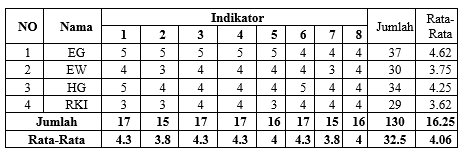 NO Nama Indikator Jumlah Rata-Rata
1 2 3 4 5 6 7 8
1 EG 5 5 5 5 5 4 4 4 37 4.62
2 EW 4 3 4 4 4 4 3 4 30 3.75
3 HG 5 4 4 4 4 5 4 4 34 4.25
4 RKI 3 3 4 4 3 4 4 4 29 3.62
Jumlah 17 15 17 17 16 17 15 16 130 16.25
Rata-Rata 4.3 3.8 4.3 4.3 4 4.3 3.8 4 32.5 4.06